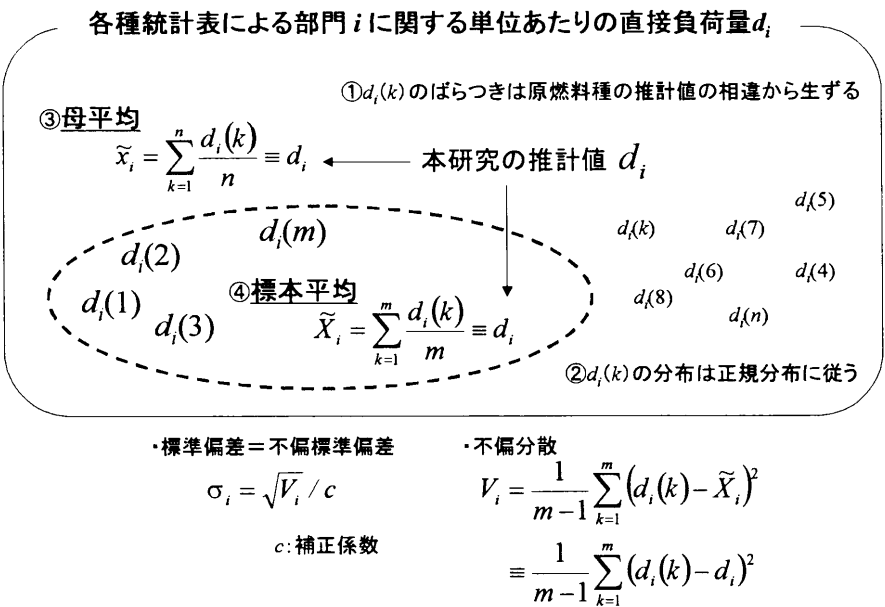 各種統計表による部門 i に関する単位あたりの直接負荷量d_i
①d_i(k) のばらつきは原燃料種の推計値の相違から生ずる
③母平均
x̃_i = Σ_{k=1}^{n} d_i(k)/n ≡ d_i
本研究の推計値 d_i
d_i(1)
d_i(2)
d_i(3)
d_i(m)
④標本平均
X̃_i = Σ_{k=1}^{m} d_i(k)/m ≡ d_i
d_i(5)
d_i(k)
d_i(7)
d_i(6)
d_i(4)
d_i(8)
d_i(n)
②d_i(k) の分布は正規分布に従う
・標準偏差＝不偏標準偏差
σ_i = √V_i / c
c:補正係数
・不偏分散
V_i = 1/(m−1) Σ_{k=1}^{m} (d_i(k) − X̃_i)²
≡ 1/(m−1) Σ_{k=1}^{m} (d_i(k) − d_i)²